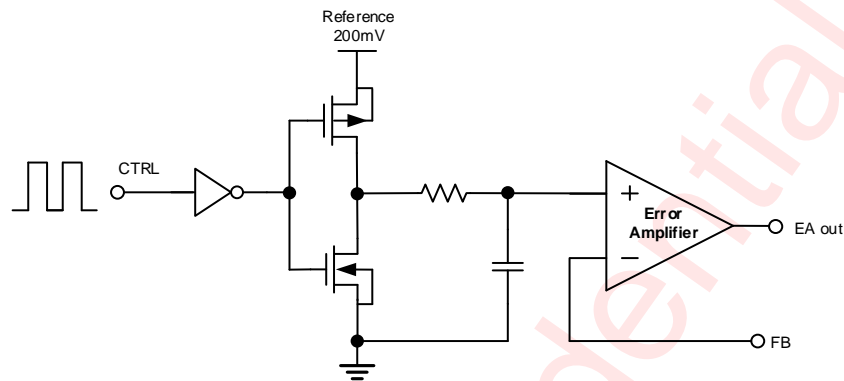 Reference
200mV
CTRL
+
Error
Amplifier
−
EA out
FB
dential